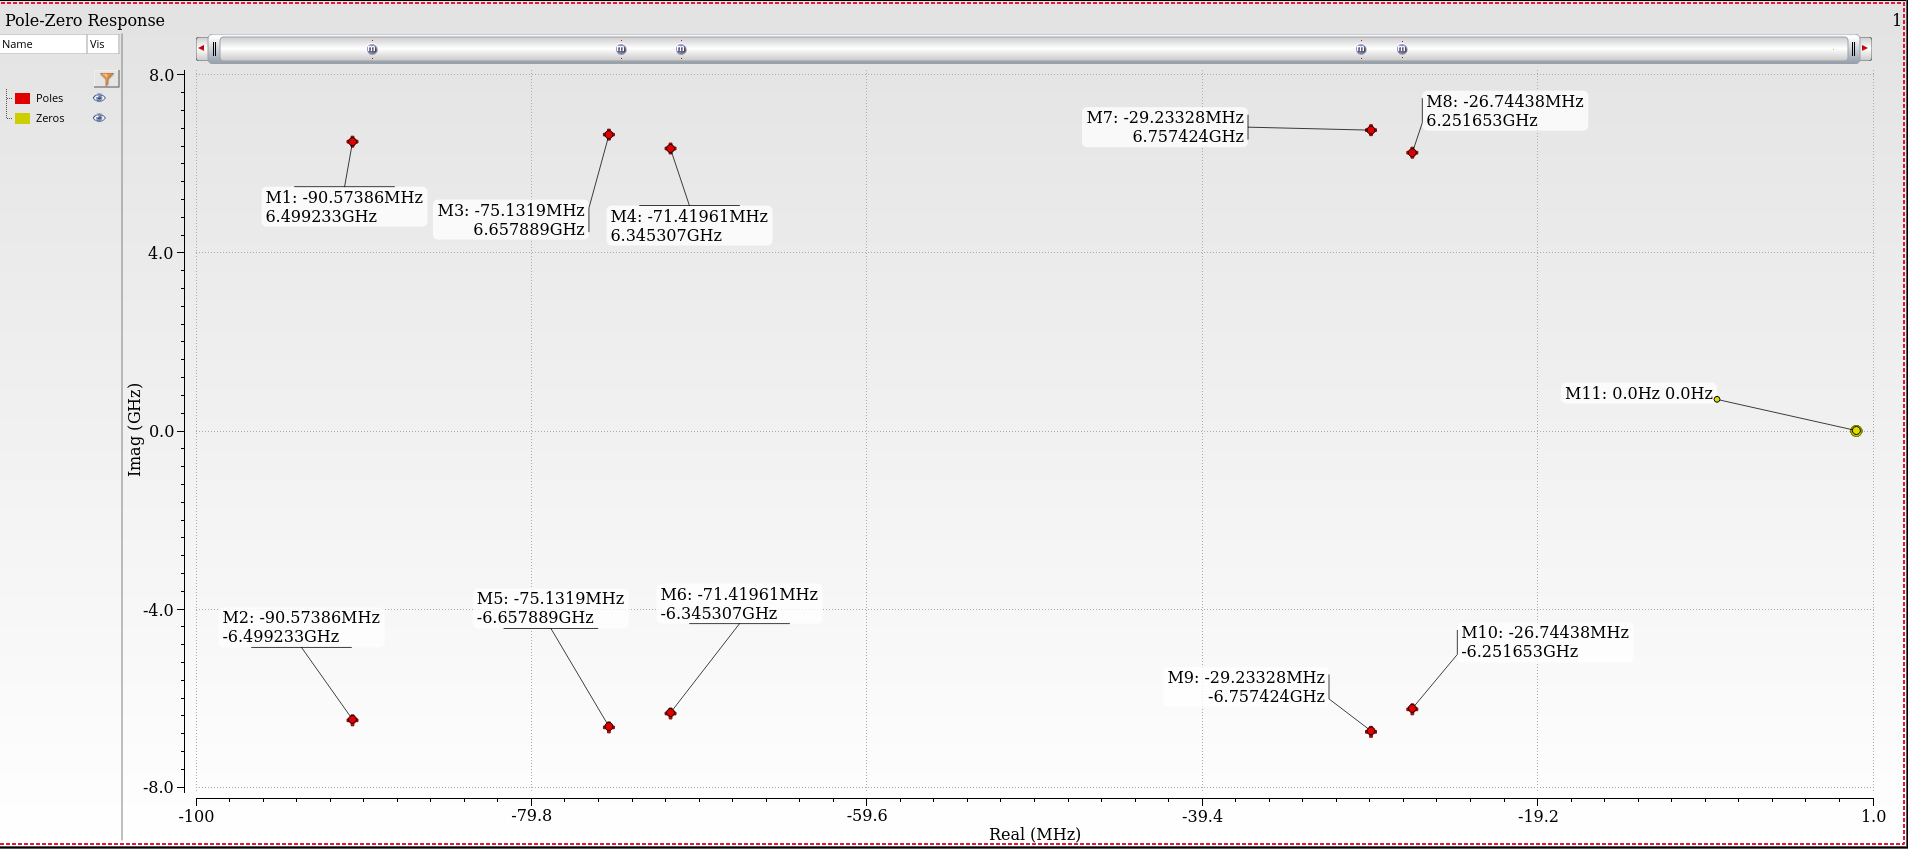 Pole-Zero Response
1
Name Vis
Poles
Zeros
8.0
4.0
0.0
-4.0
-8.0
Imag (GHz)
M1: -90.57386MHz
6.499233GHz
M3: -75.1319MHz
6.657889GHz
M4: -71.41961MHz
6.345307GHz
M7: -29.23328MHz
6.757424GHz
M8: -26.74438MHz
6.251653GHz
M11: 0.0Hz 0.0Hz
M2: -90.57386MHz
-6.499233GHz
M5: -75.1319MHz
-6.657889GHz
M6: -71.41961MHz
-6.345307GHz
M9: -29.23328MHz
-6.757424GHz
M10: -26.74438MHz
-6.251653GHz
-100 -79.8 -59.6 -39.4 -19.2 1.0
Real (MHz)